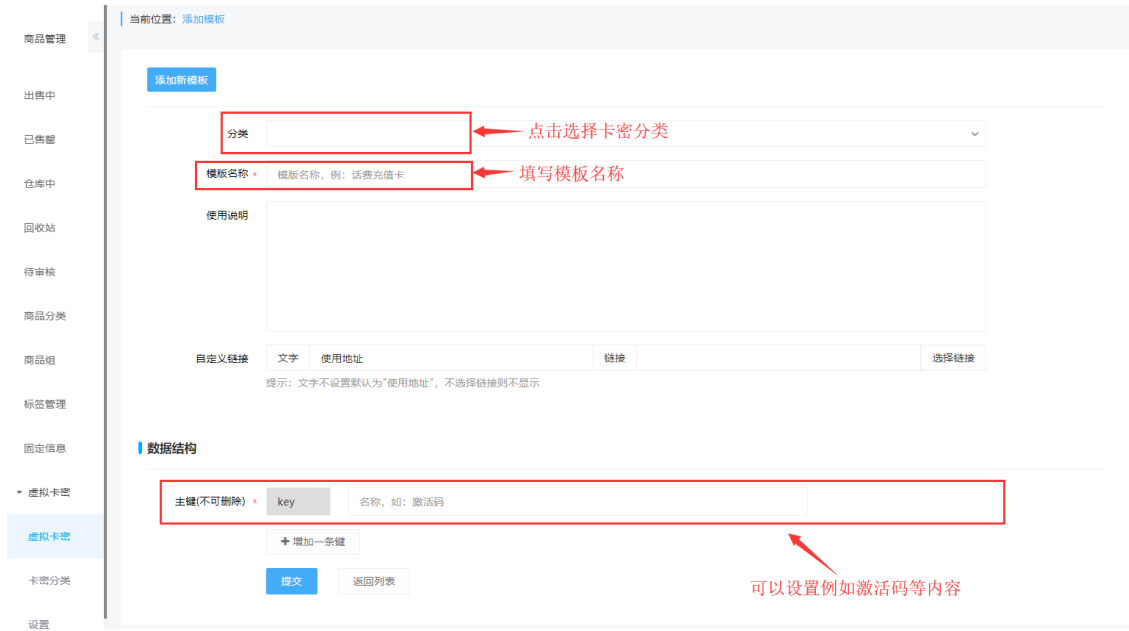 当前位置：添加模板
商品管理
«
出售中
已售罄
仓库中
回收站
待审核
商品分类
商品组
标签管理
固定信息
虚拟卡密
虚拟卡密
卡密分类
设置
添加新模板
分类
点击选择卡密分类
模版名称 * 模版名称，例：话费充值卡
填写模板名称
使用说明
自定义链接 文字 使用地址 链接 选择链接
提示：文字不设置默认为"使用地址"，不选择链接则不显示
数据结构
主键(不可删除) * key 名称，如：激活码
+ 增加一条键
提交 返回列表
可以设置例如激活码等内容